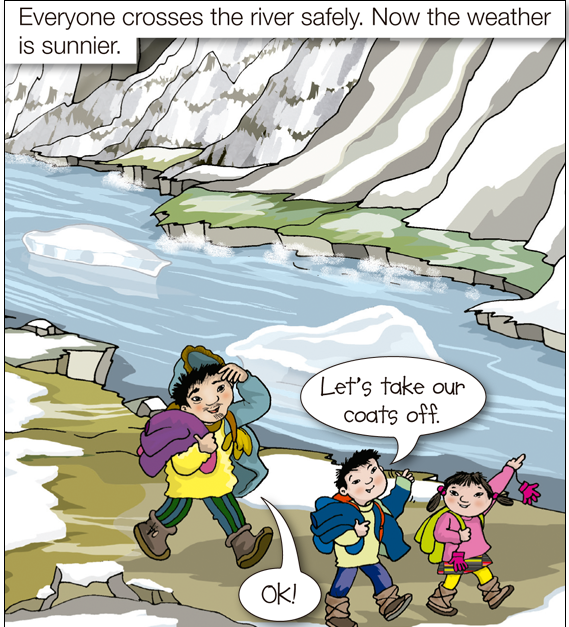 Everyone crosses the river safely. Now the weather
is sunnier.
Let's take our
coats off.
OK!